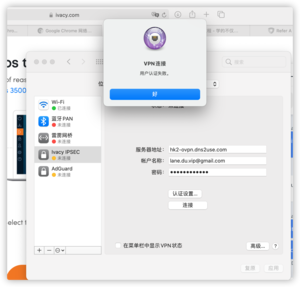 ivacy.com
Google Chrome
VPN 连接
用户认证失败。
好
搜索
Wi-Fi
已连接
蓝牙 PAN
未连接
雷雳网桥
未连接
Ivacy IPSEC
未连接
AdGuard
未连接
服务器地址:
hk2-ovpn.dns2use.com
帐户名称:
lane.du.vip@gmail.com
密码:
••••••••••••
认证设置...
连接
在菜单栏中显示 VPN 状态
高级...
?
复原
应用
of reas
3500
elect t